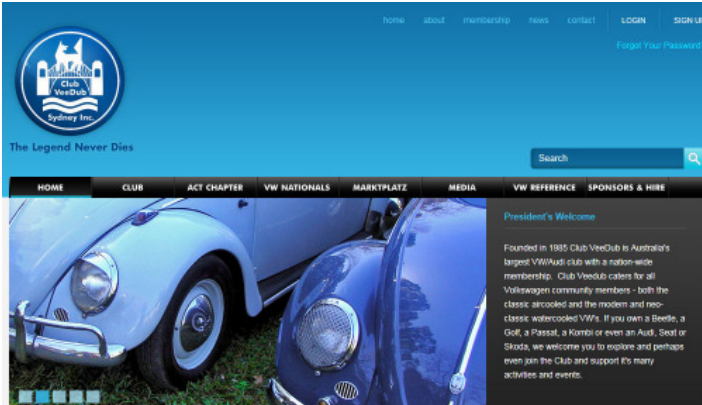 home about membership news contact LOGIN SIGN U
Forgot Your Password
Club
VeeDub
Sydney Inc.
The Legend Never Dies
Search
HOME CLUB ACT CHAPTER VW NATIONALS MARKTPLATZ MEDIA VW REFERENCE SPONSORS & HIRE
President's Welcome
Founded in 1985 Club VeeDub is Australia's
largest VW/Audi club with a nation-wide
membership. Club Veedub caters for all
Volkswagen community members - both the
classic aircooled and the modern and neo-
classic watercooled VW's. If you own a Beetle, a
Golf, a Passat, a Kombi or even an Audi, Seat or
Skoda, we welcome you to explore and perhaps
even join the Club and support it's many
activities and events.